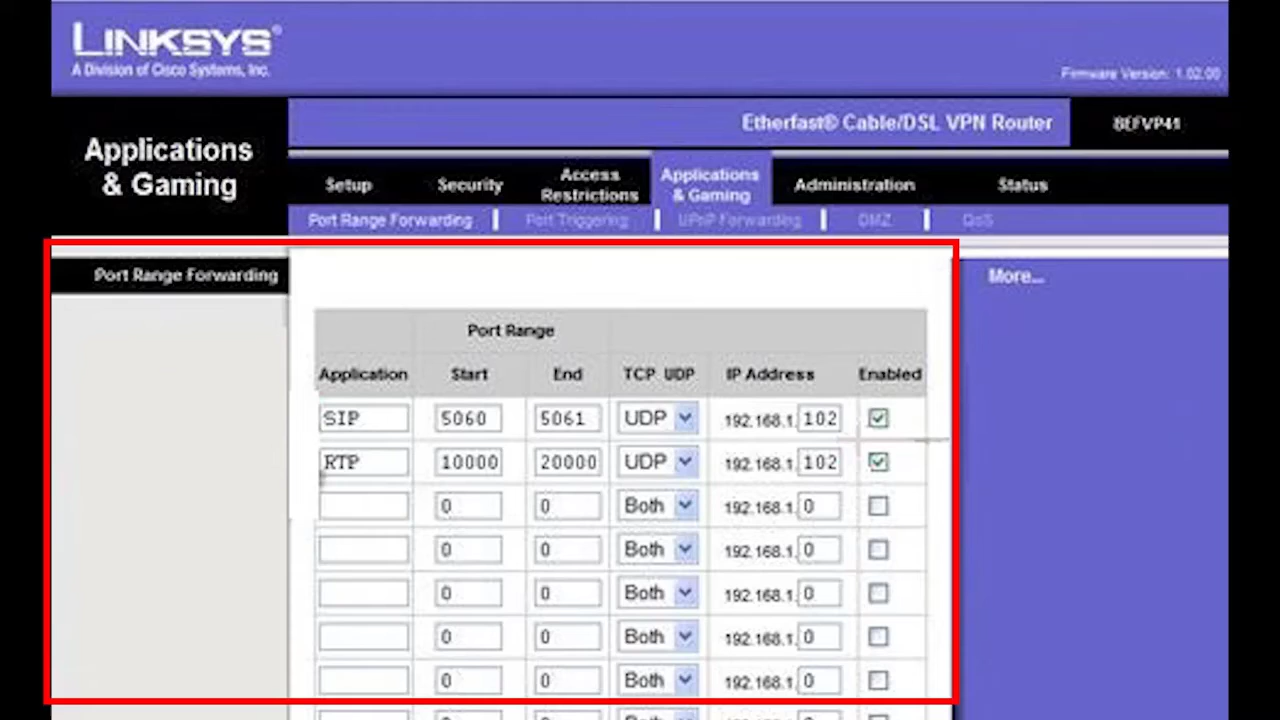 LINKSYS®
A Division of Cisco Systems, Inc.
Firmware Version: 1.02.00
Etherfast® Cable/DSL VPN Router
BEFVP41
Applications
& Gaming
Setup Security Access Restrictions Applications & Gaming Administration Status
Port Range Forwarding Port Triggering UPnP Forwarding DMZ QoS
Port Range Forwarding
More...
Port Range
Application Start End TCP UDP IP Address Enabled
SIP 5060 5061 UDP 192.168.1. 102
RTP 10000 20000 UDP 192.168.1. 102
0 0 Both 192.168.1. 0
0 0 Both 192.168.1. 0
0 0 Both 192.168.1. 0
0 0 Both 192.168.1. 0
0 0 Both 192.168.1. 0